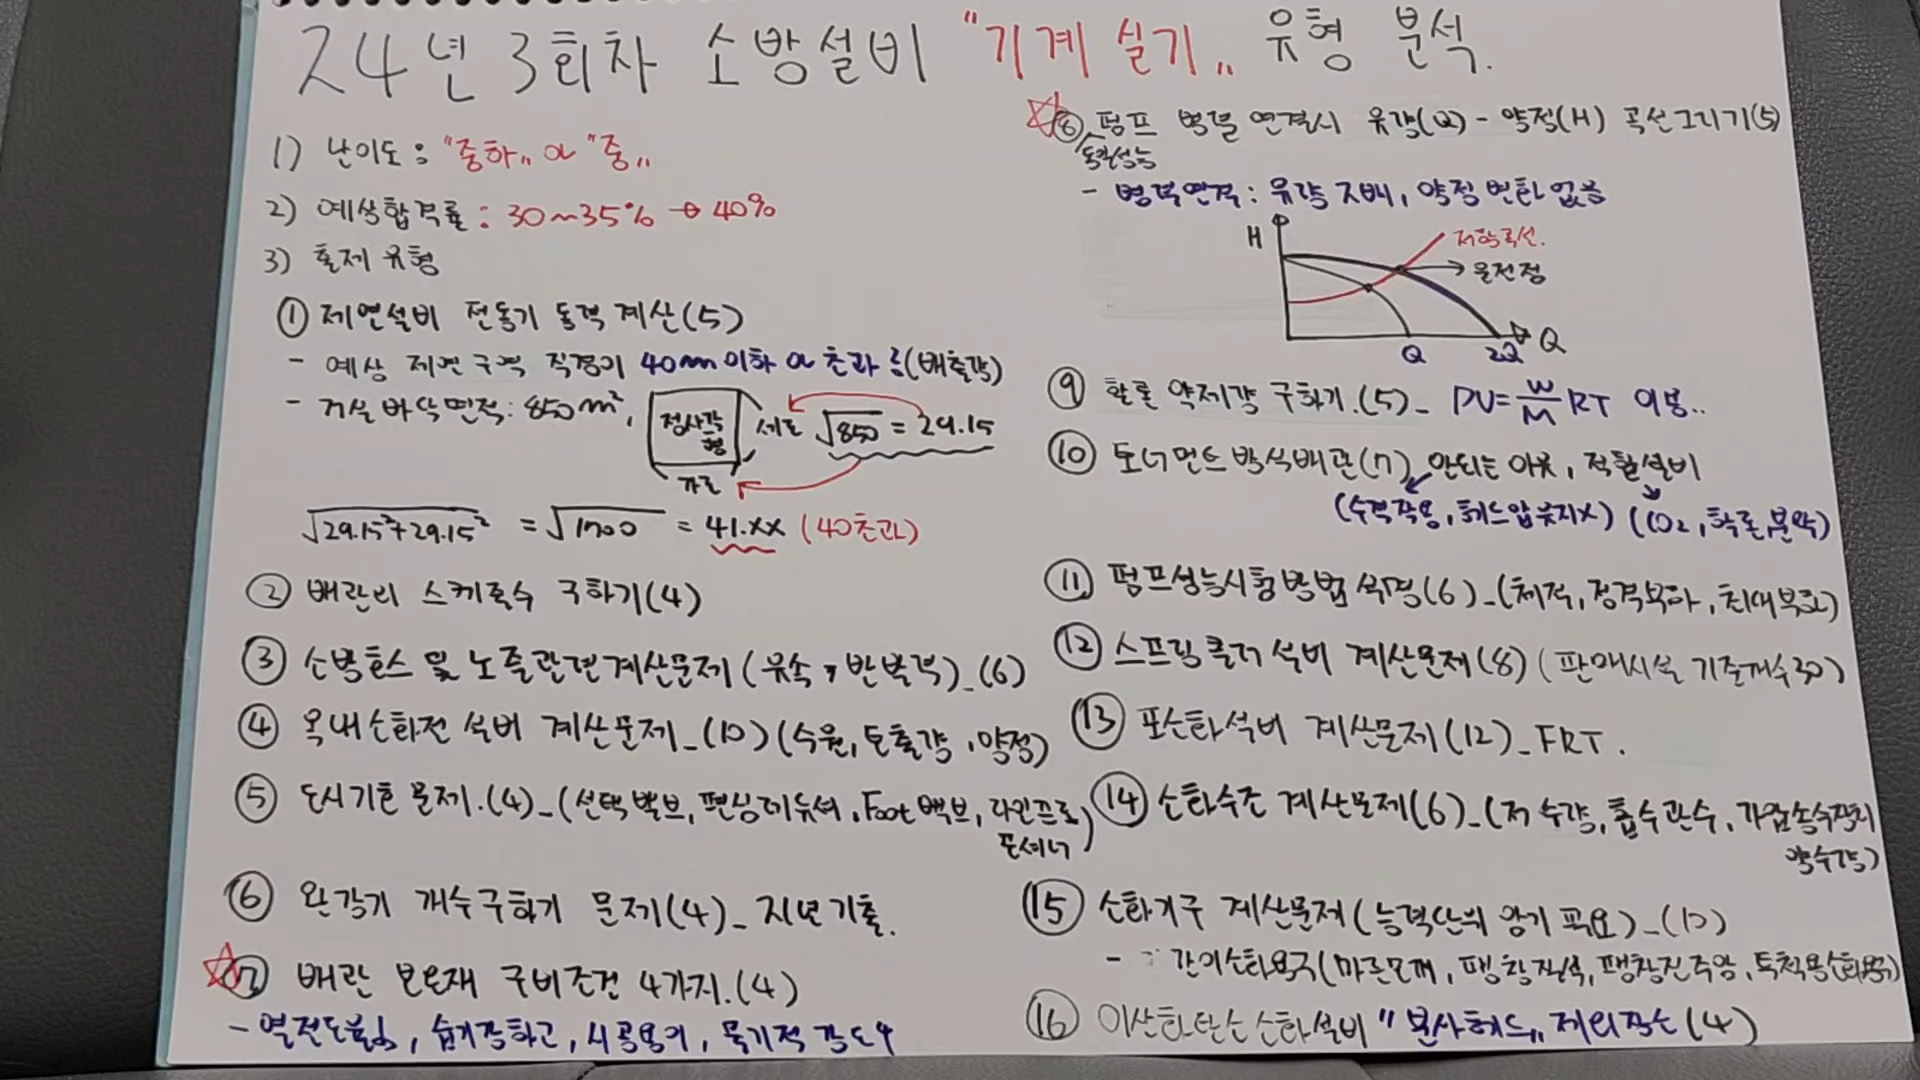 24년 3회차 소방설비 "기계 실기" 유형 분석.
1) 난이도 : "중하" or "중"
2) 예상합격률 : 30~35% → 40%
3) 출제 유형
① 제연설비 전동기 동력 계산(5)
- 예상 제연구역 직경이 40m 이하 or 초과 : (배출량)
- 거실 바닥면적 : 850m²,
정사각형
세로
가로
√850 = 29.15
√29.15²+29.15² = √1700 = 41.xx (40초과)
② 배관의 스케줄수 구하기(4)
③ 소방호스 및 노즐관련계산문제 (유속, 반발력)_(6)
④ 옥내소화전 설비 계산문제_(10) (수원, 토출량, 양정)
⑤ 도시기호 문제.(4)_(선택밸브, 편심레듀셔, Foot밸브, 라인프로포셔너)
⑥ 완강기 개수구하기 문제(4)_ 지난기출.
⑦ 배관 보온재 구비조건 4가지.(4)
- 열전도율↓, 습기강하고, 시공용이, 물기적 강도↑
⑧ 펌프 병렬 연결시 유량(Q) - 양정(H) 곡선그리기(5)
동일성능
- 병렬연결 : 유량 2배, 양정 변화 없음
H
저항곡선.
운전점
Q
2Q
Q
⑨ 할론 약제량 구하기.(5)_ PV = W/M RT 이용..
⑩ 토너먼트 방식배관(7) 안되는 이유, 적합설비
(수격작용, 헤드압유지X) (CO2, 할론, 분말)
⑪ 펌프성능시험 방법 설명(6)_(체절, 정격부하, 최대부하)
⑫ 스프링클러 설비 계산문제(8) (판매시설 기준개수30)
⑬ 포소화설비 계산문제(12)_FRT.
⑭ 소화수조 계산문제(6)_(저수량, 흡수관수, 가압송수장치 양수량)
⑮ 소화기구 계산문제(능력단위 암기 필요)_(10)
- 간이소화용구(마른모래, 팽창질석, 팽창진주암, 투척용소화용구)
⑯ 이산화탄소 소화설비 "분사헤드" 제외장소(4)